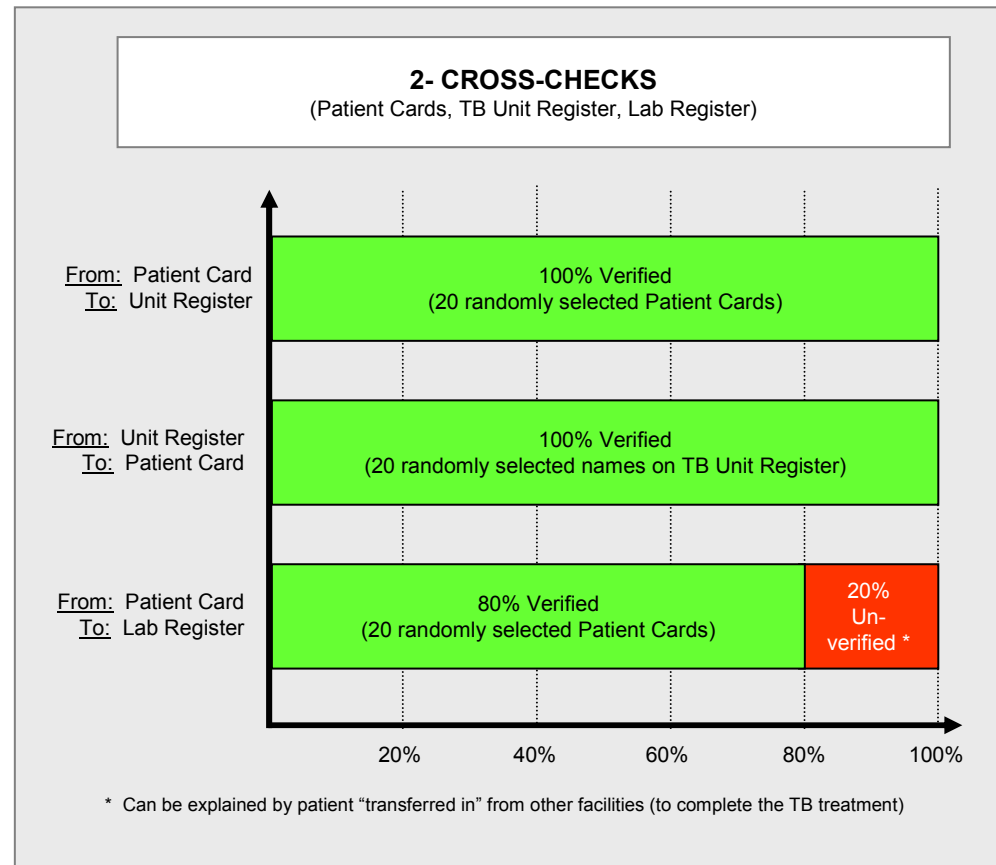 2- CROSS-CHECKS
(Patient Cards, TB Unit Register, Lab Register)
From: Patient Card
To: Unit Register
100% Verified
(20 randomly selected Patient Cards)
From: Unit Register
To: Patient Card
100% Verified
(20 randomly selected names on TB Unit Register)
From: Patient Card
To: Lab Register
80% Verified
(20 randomly selected Patient Cards)
20%
Un-
verified *
20% 40% 60% 80% 100%
* Can be explained by patient “transferred in” from other facilities (to complete the TB treatment)